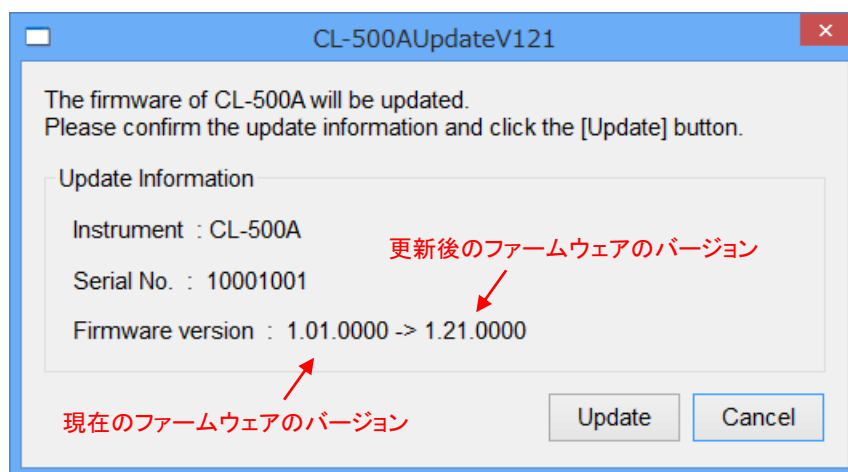 CL-500AUpdateV121
The firmware of CL-500A will be updated.
Please confirm the update information and click the [Update] button.
Update Information
Instrument : CL-500A
更新後のファームウェアのバージョン
Serial No. : 10001001
Firmware version : 1.01.0000 -> 1.21.0000
現在のファームウェアのバージョン
Update
Cancel